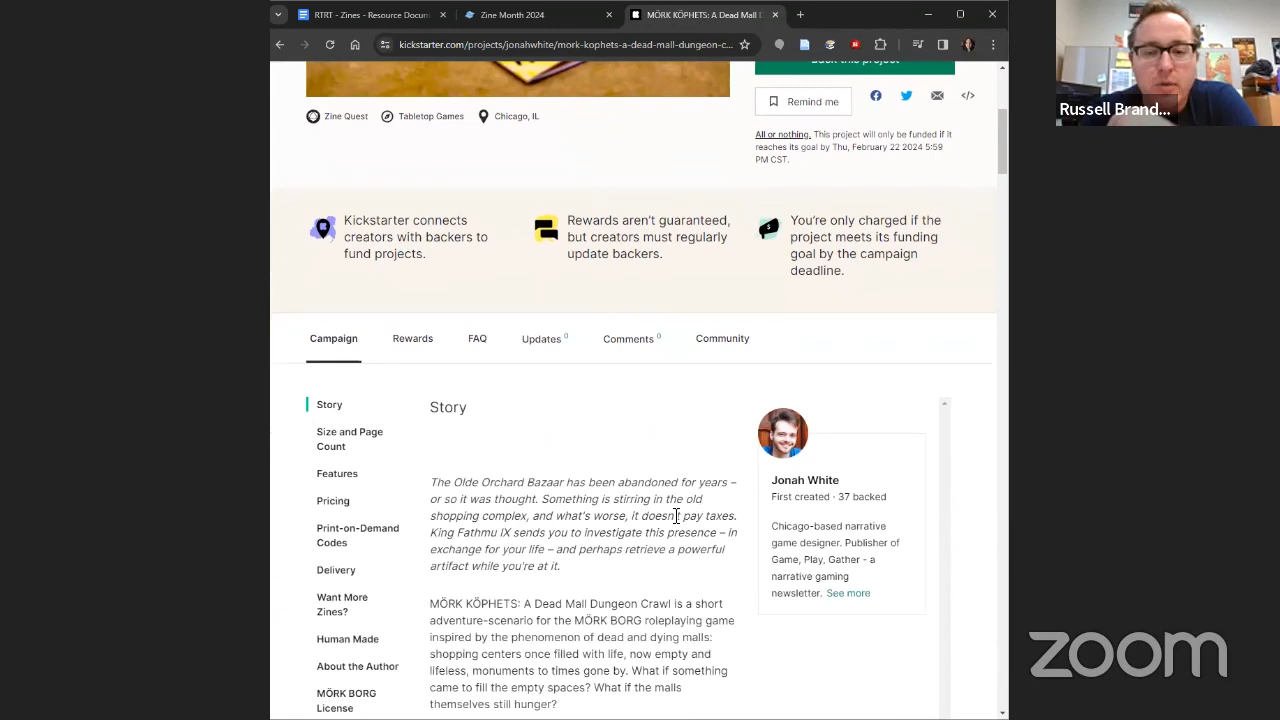 RTRT - Zines - Resource Docum
Zine Month 2024
MÖRK KÖPHETS: A Dead Mall D
kickstarter.com/projects/jonahwhite/mork-kophets-a-dead-mall-dungeon-c...
Back this project
Remind me
Zine Quest
Tabletop Games
Chicago, IL
All or nothing. This project will only be funded if it
reaches its goal by Thu, February 22 2024 5:59
PM CST.
Kickstarter connects
creators with backers to
fund projects.
Rewards aren't guaranteed,
but creators must regularly
update backers.
You're only charged if the
project meets its funding
goal by the campaign
deadline.
Campaign
Rewards
FAQ
Updates 0
Comments 0
Community
Story
Size and Page
Count
Features
Pricing
Print-on-Demand
Codes
Delivery
Want More
Zines?
Human Made
About the Author
MÖRK BORG
License
Story
The Olde Orchard Bazaar has been abandoned for years –
or so it was thought. Something is stirring in the old
shopping complex, and what's worse, it doesn't pay taxes.
King Fathmu IX sends you to investigate this presence – in
exchange for your life – and perhaps retrieve a powerful
artifact while you're at it.
MÖRK KÖPHETS: A Dead Mall Dungeon Crawl is a short
adventure-scenario for the MÖRK BORG roleplaying game
inspired by the phenomenon of dead and dying malls:
shopping centers once filled with life, now empty and
lifeless, monuments to times gone by. What if something
came to fill the empty spaces? What if the malls
themselves still hunger?
Jonah White
First created · 37 backed
Chicago-based narrative
game designer. Publisher of
Game, Play, Gather - a
narrative gaming
newsletter. See more
Russell Brand...
zoom